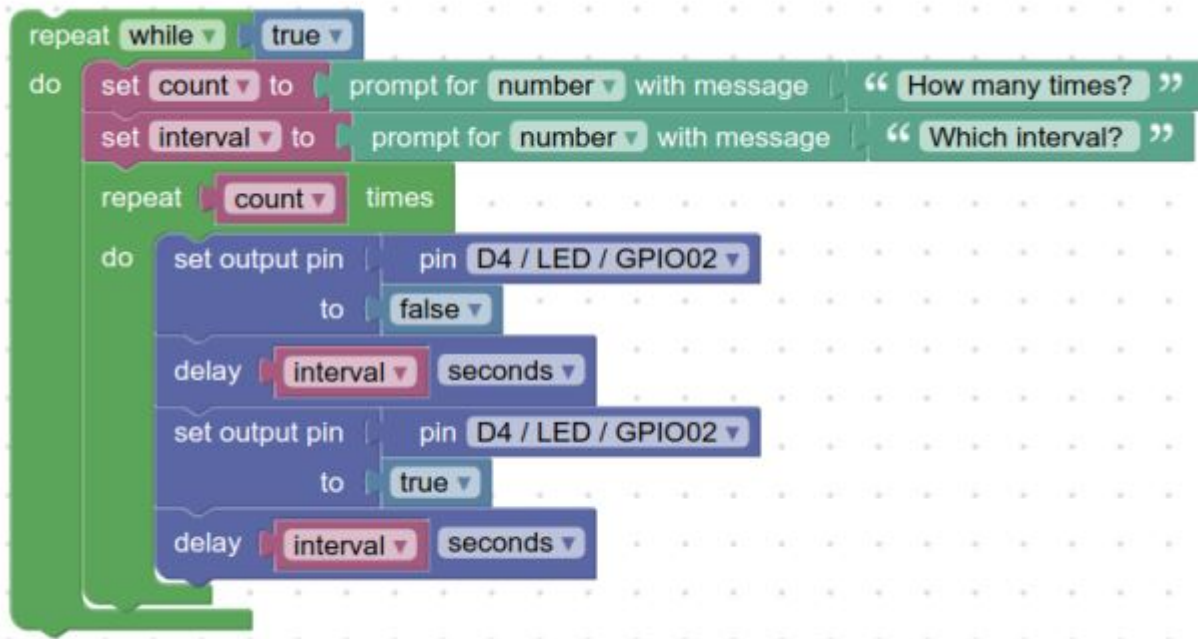 repeat while true
do set count to prompt for number with message “ How many times? ”
set interval to prompt for number with message “ Which interval? ”
repeat count times
do set output pin pin D4 / LED / GPIO02
to false
delay interval seconds
set output pin pin D4 / LED / GPIO02
to true
delay interval seconds